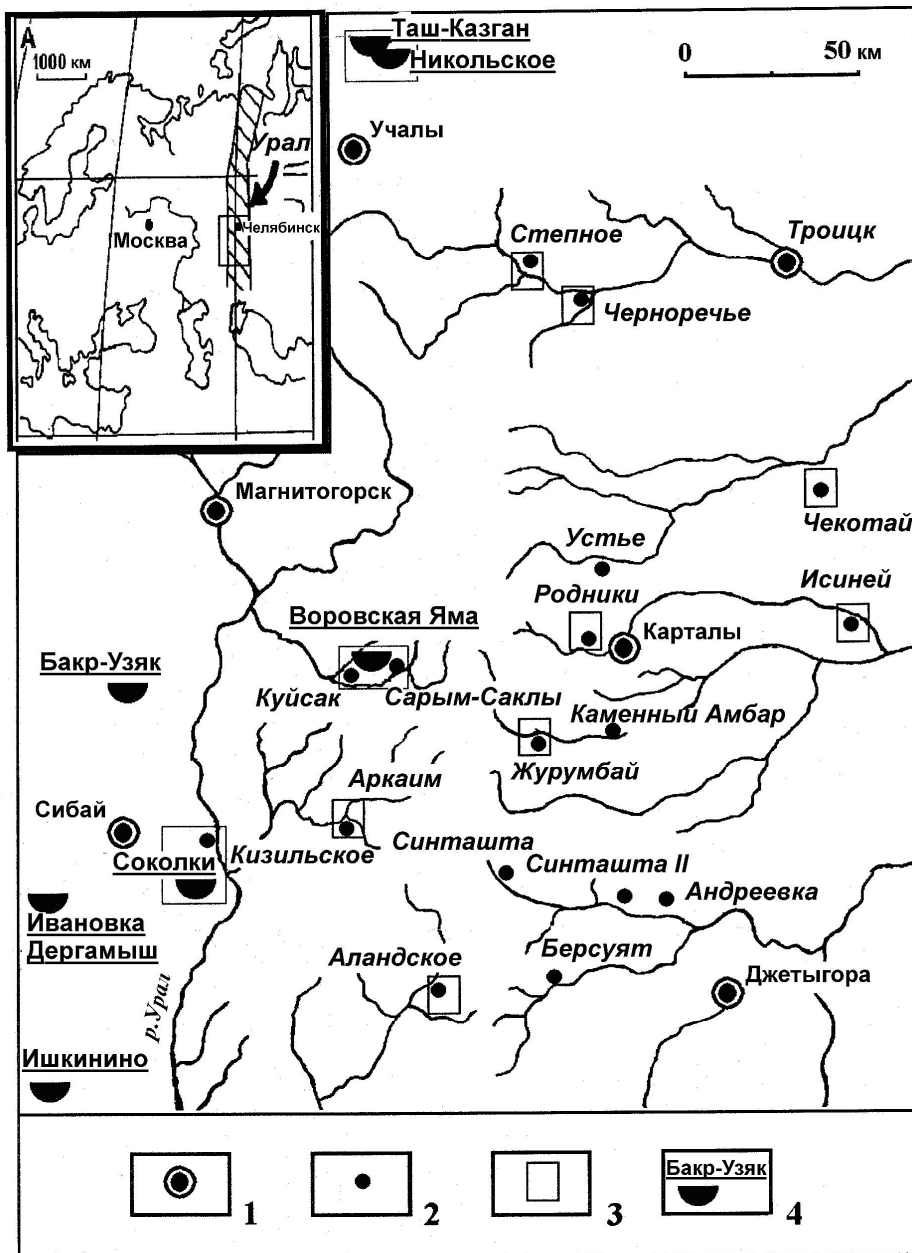 А
1000 км
Урал
Москва
Челябинск
Таш-Казган
Никольское
0 50 км
Учалы
Степное
Троицк
Черноречье
Магнитогорск
Чекотай
Устье
Исиней
Родники
Воровская Яма
Карталы
Бакр-Узяк
Куйсак
Сарым-Саклы
Каменный Амбар
Журумбай
Аркаим
Сибай
Синташта
Кизильское
Соколки
Синташта II
Андреевка
Ивановка
Дергамыш
Берсуят
Аландское
Джетыгора
р.Урал
Ишкинино
1
2
3
Бакр-Узяк
4